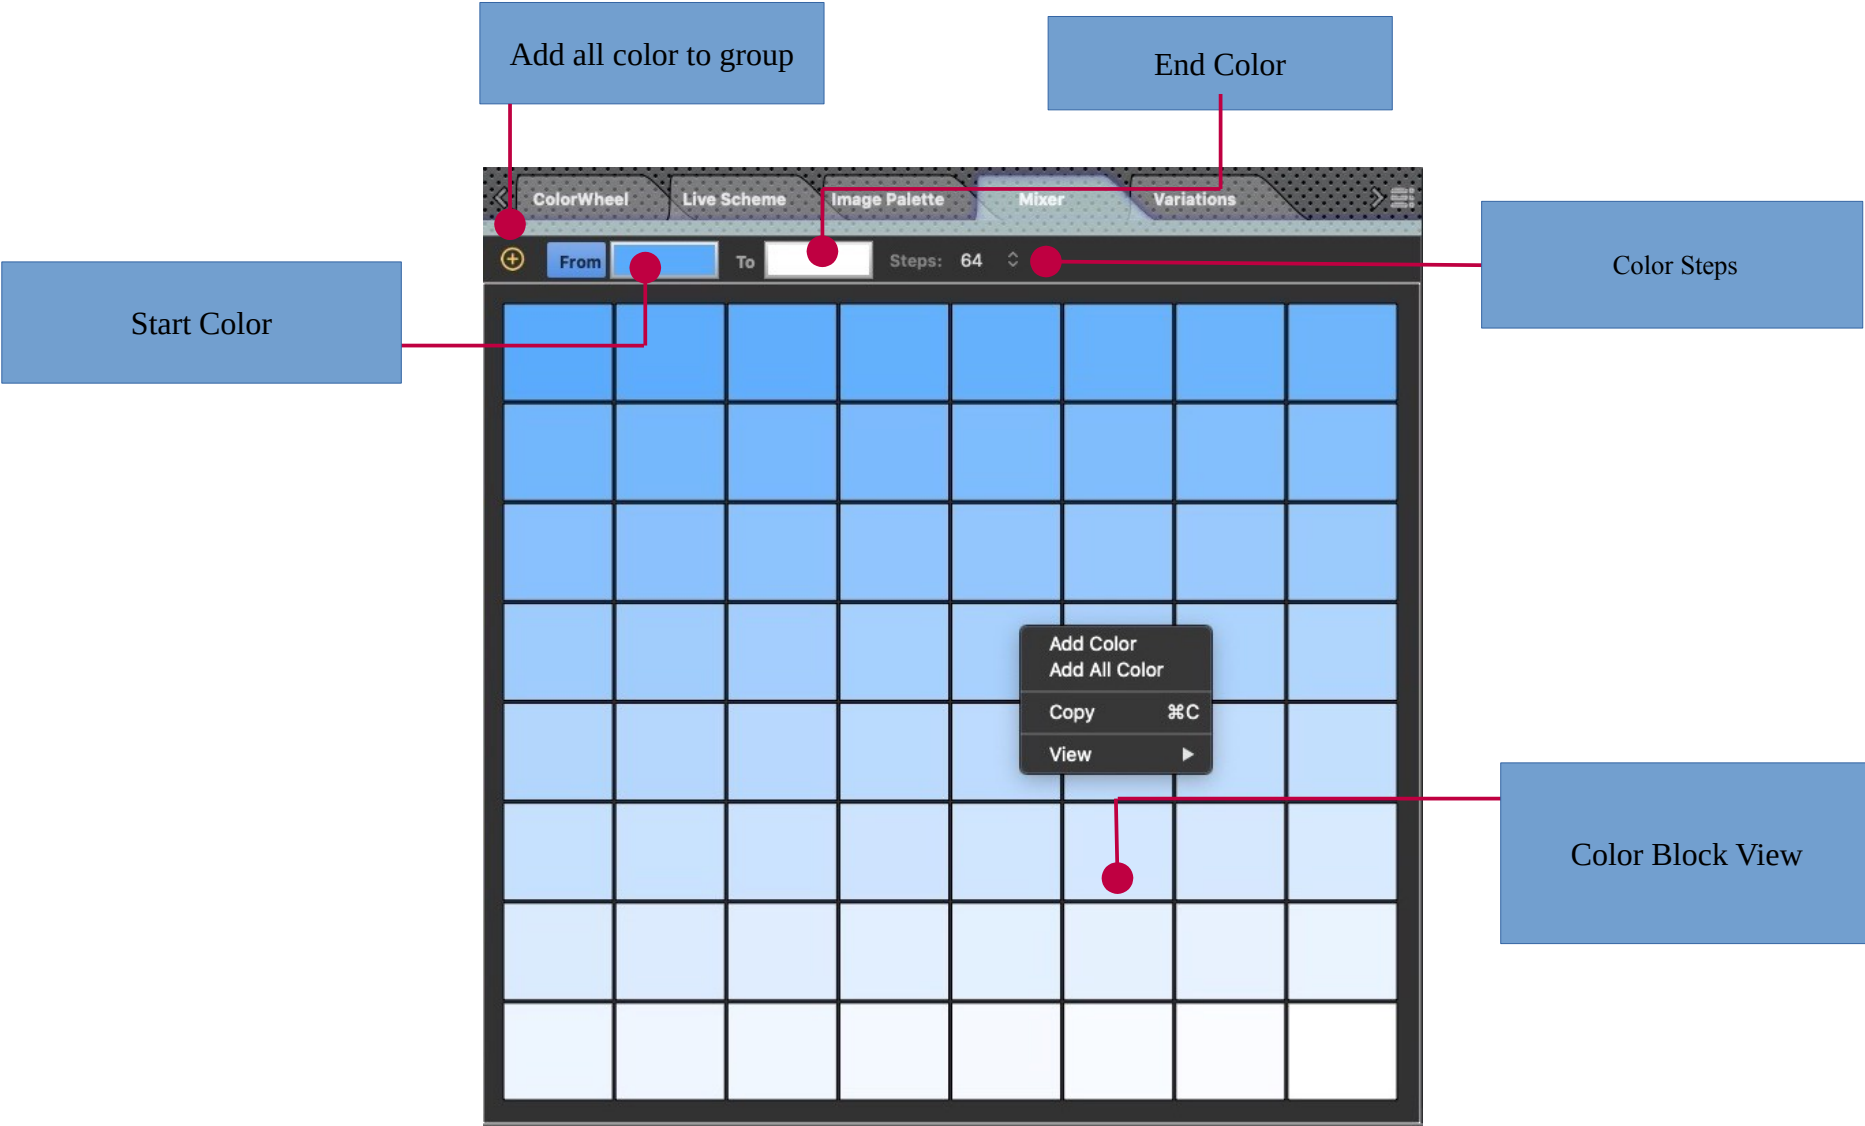 Add all color to group
End Color
ColorWheel
Live Scheme
Image Palette
Mixer
Variations
From
To
Steps: 64
Color Steps
Start Color
Add Color
Add All Color
Copy ⌘C
View
Color Block View